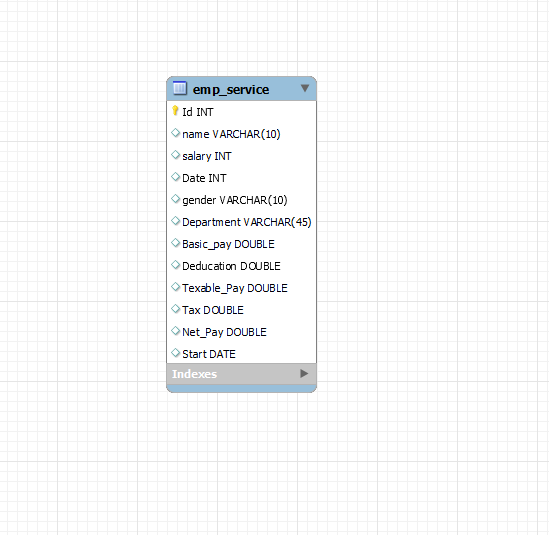 emp_service
Id INT
name VARCHAR(10)
salary INT
Date INT
gender VARCHAR(10)
Department VARCHAR(45)
Basic_pay DOUBLE
Deducation DOUBLE
Texable_Pay DOUBLE
Tax DOUBLE
Net_Pay DOUBLE
Start DATE
Indexes